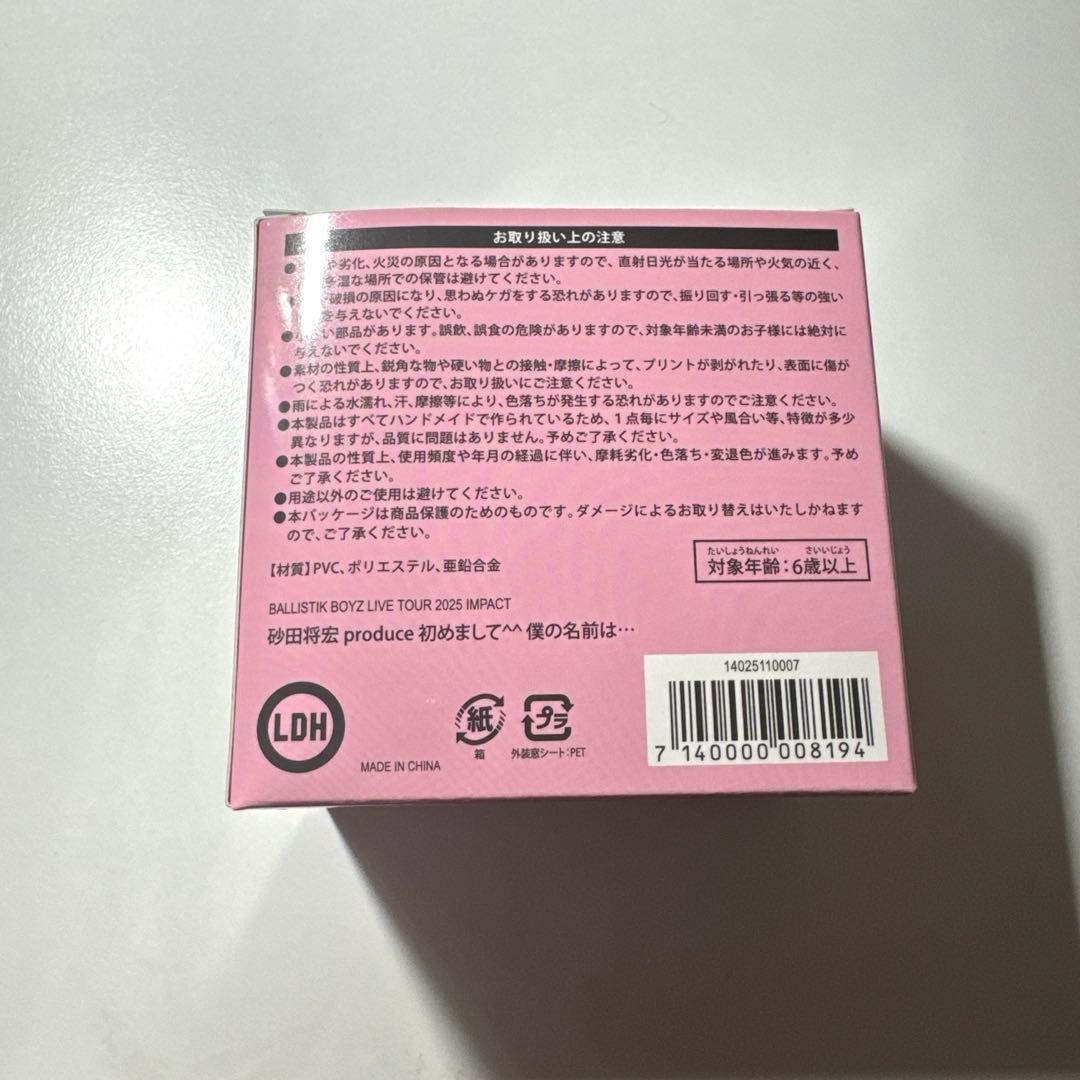 お取り扱い上の注意
や劣化、火災の原因となる場合がありますので、直射日光が当たる場所や火気の近く、
多湿な場所での保管は避けてください。
破損の原因になり、思わぬケガをする恐れがありますので、振り回す・引っ張る等の強い
を与えないでください。
い部品があります。誤飲、誤食の危険がありますので、対象年齢未満のお子様には絶対に
与えないでください。
●素材の性質上、鋭角な物や硬い物との接触・摩擦によって、プリントが剥がれたり、表面に傷が
つく恐れがありますので、お取り扱いにご注意ください。
●雨による水濡れ、汗、摩擦等により、色落ちが発生する恐れがありますのでご注意ください。
●本製品はすべてハンドメイドで作られているため、1点毎にサイズや風合い等、特徴が多少
異なりますが、品質に問題はありません。予めご了承ください。
●本製品の性質上、使用頻度や年月の経過に伴い、摩耗劣化・色落ち・変退色が進みます。予め
ご了承ください。
●用途以外のご使用は避けてください。
●本パッケージは商品保護のためのものです。ダメージによるお取り替えはいたしかねます
ので、ご了承ください。
【材質】PVC、ポリエステル、亜鉛合金
たいしょうねんれい さいいじょう
対象年齢：6歳以上
BALLISTIK BOYZ LIVE TOUR 2025 IMPACT
砂田将宏 produce 初めまして^^ 僕の名前は…
14025110007
7 140000 008194
LDH
MADE IN CHINA
紙
箱
プラ
外装窓シート：PET